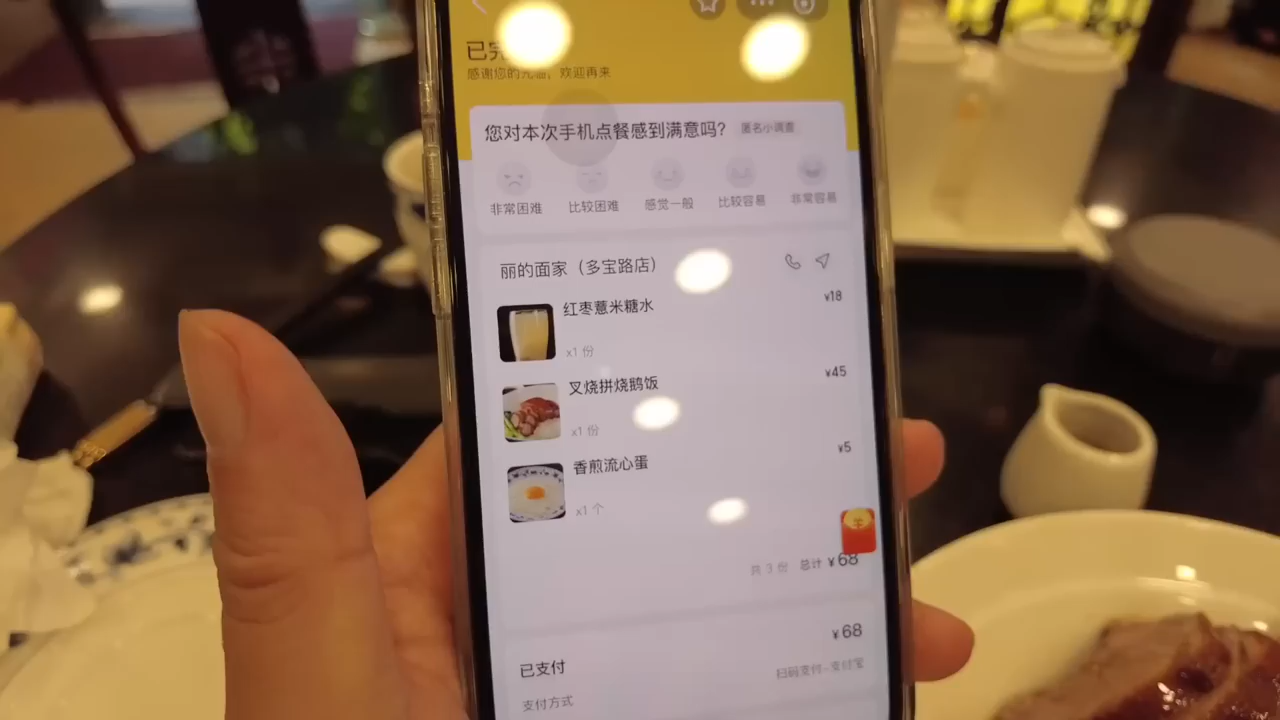 已完
感谢您的光临，欢迎再来
您对本次手机点餐感到满意吗？ 匿名小调查
非常困难 比较困难 感觉一般 比较容易 非常容易
丽的面家（多宝路店）
红枣薏米糖水 ¥18
x1 份
叉烧拼烧鹅饭 ¥45
x1 份
香煎流心蛋 ¥5
x1 个
共 3 份 总计 ¥68
¥68
已支付 扫码支付-支付宝
支付方式